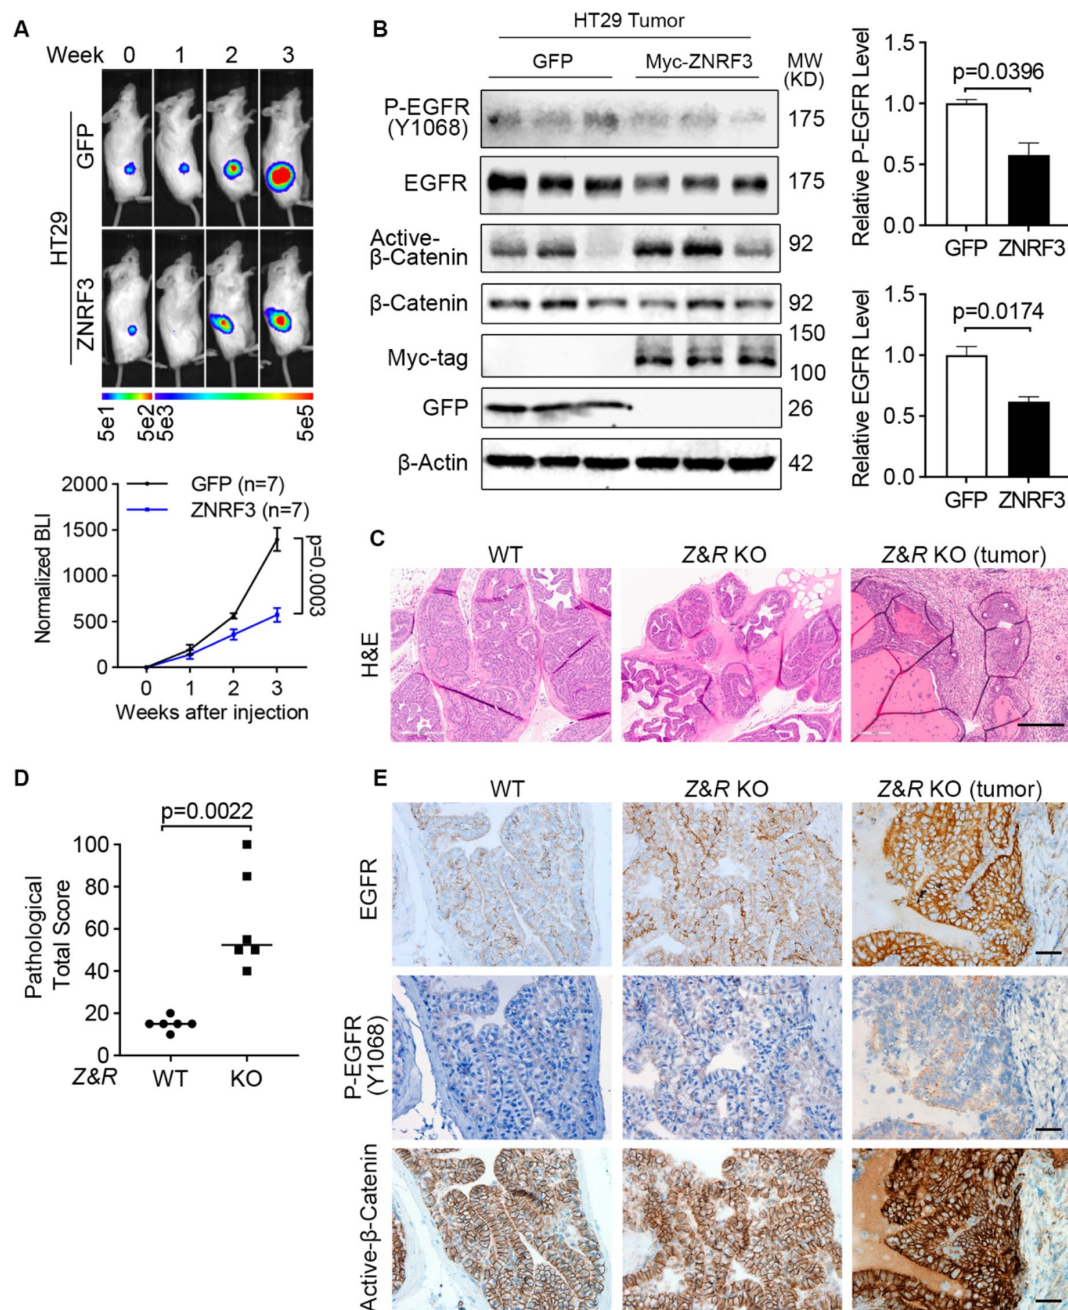 A
Week 0 1 2 3
HT29
GFP
ZNRF3
5e1
5e2
5e3
5e5
Normalized BLI
2000
1500
1000
500
0
GFP (n=7)
ZNRF3 (n=7)
p=0.0003
0 1 2 3
Weeks after injection
B
HT29 Tumor
GFP Myc-ZNRF3
MW
(KD)
P-EGFR
(Y1068)
175
EGFR
175
Active-
β-Catenin
92
β-Catenin
92
Myc-tag
150
100
GFP
26
β-Actin
42
Relative P-EGFR Level
p=0.0396
1.0
0.5
0.0
GFP ZNRF3
Relative EGFR Level
p=0.0174
1.5
1.0
0.5
0.0
GFP ZNRF3
C
WT Z&R KO Z&R KO (tumor)
H&E
D
p=0.0022
Pathological
Total Score
100
80
60
40
20
0
Z&R WT KO
E
WT Z&R KO Z&R KO (tumor)
EGFR
P-EGFR
(Y1068)
Active-β-Catenin